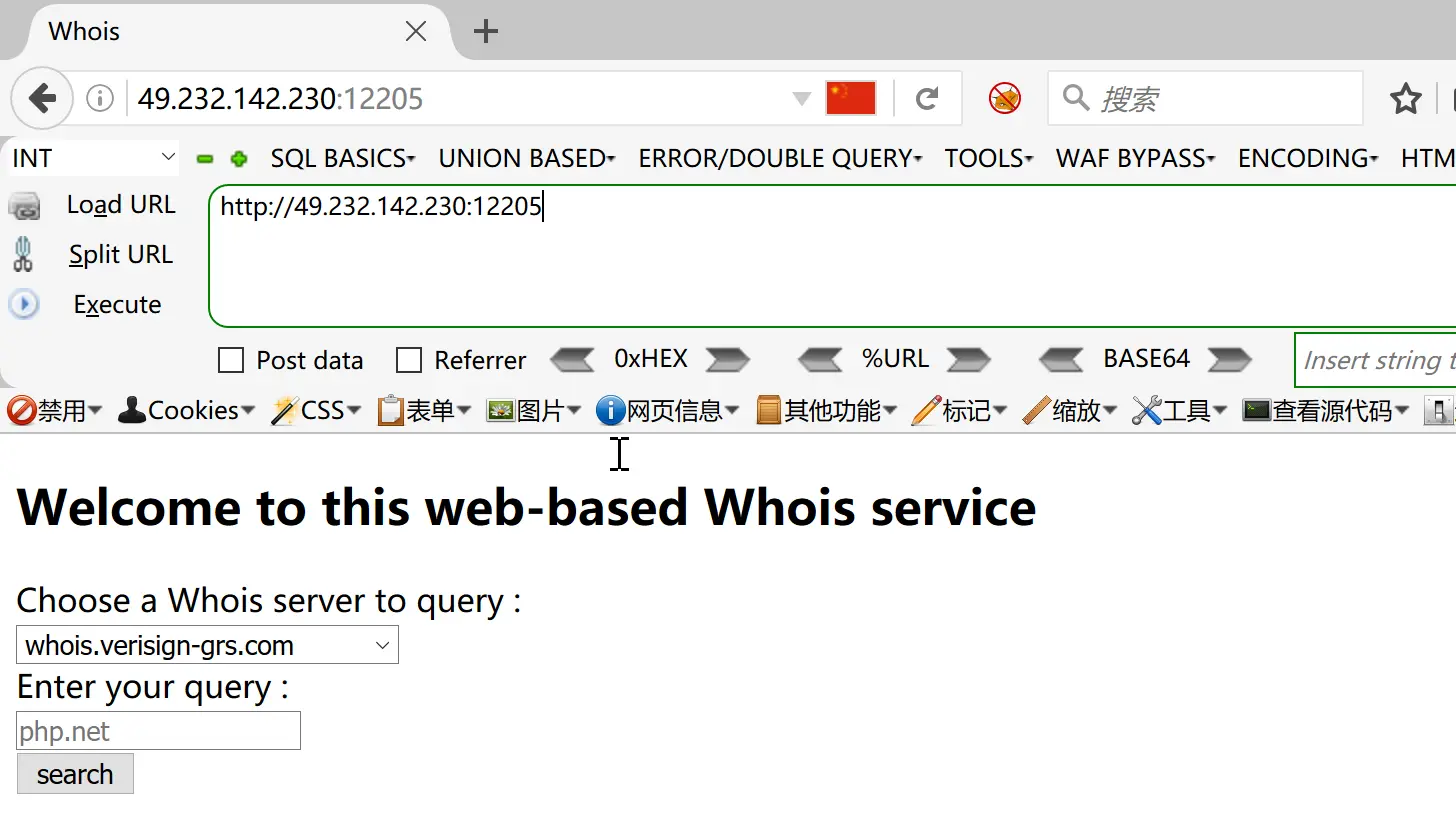 Whois
49.232.142.230:12205 搜索
INT SQL BASICS UNION BASED ERROR/DOUBLE QUERY TOOLS WAF BYPASS ENCODING HTM
Load URL http://49.232.142.230:12205
Split URL
Execute
Post data Referrer 0xHEX %URL BASE64 Insert string t
禁用 Cookies CSS 表单 图片 网页信息 其他功能 标记 缩放 工具 查看源代码
Welcome to this web-based Whois service
Choose a Whois server to query :
whois.verisign-grs.com
Enter your query :
php.net
search